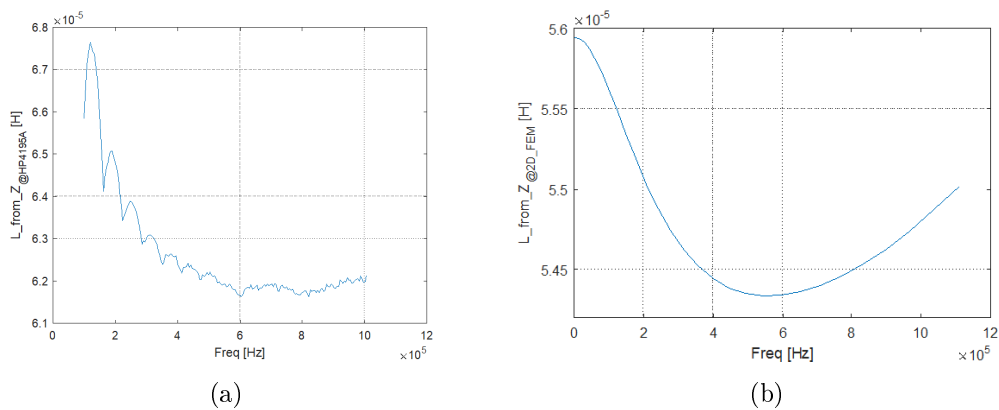 ×10⁻⁵
6.8
6.7
6.6
6.5
6.4
6.3
6.2
6.1
L_from_Z@HP4195A [H]
0 2 4 6 8 10 12
Freq [Hz]
×10⁵
(a)
×10⁻⁵
5.6
5.55
5.5
5.45
L_from_Z@2D_FEM [H]
0 2 4 6 8 10 12
Freq [Hz]
×10⁵
(b)